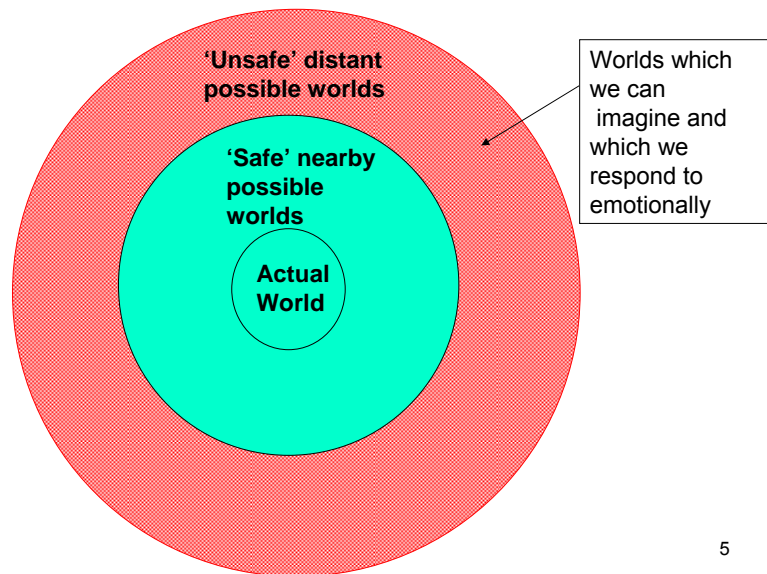 ‘Unsafe’ distant
possible worlds
‘Safe’ nearby
possible
worlds
Actual
World
Worlds which
we can
imagine and
which we
respond to
emotionally
5